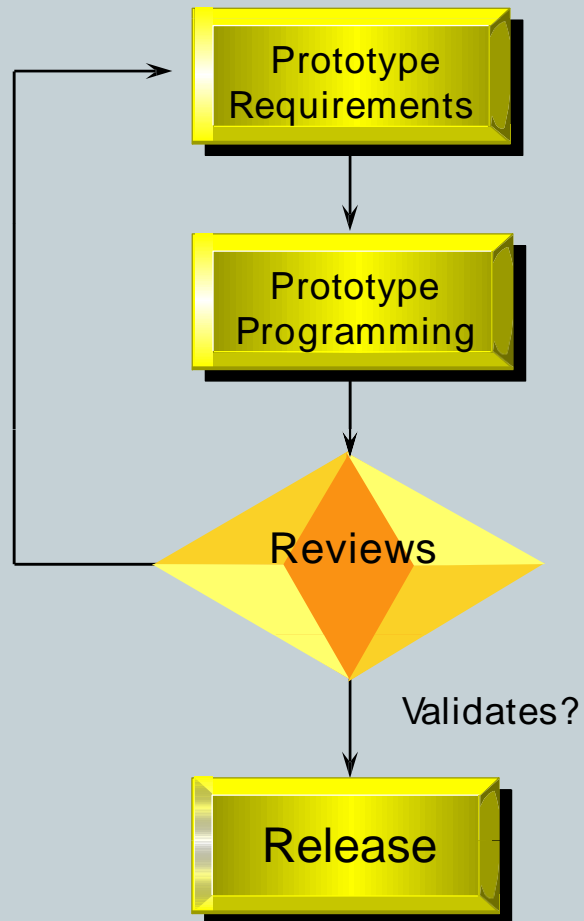 Prototype
Requirements
Prototype
Programming
Reviews
Validates?
Release